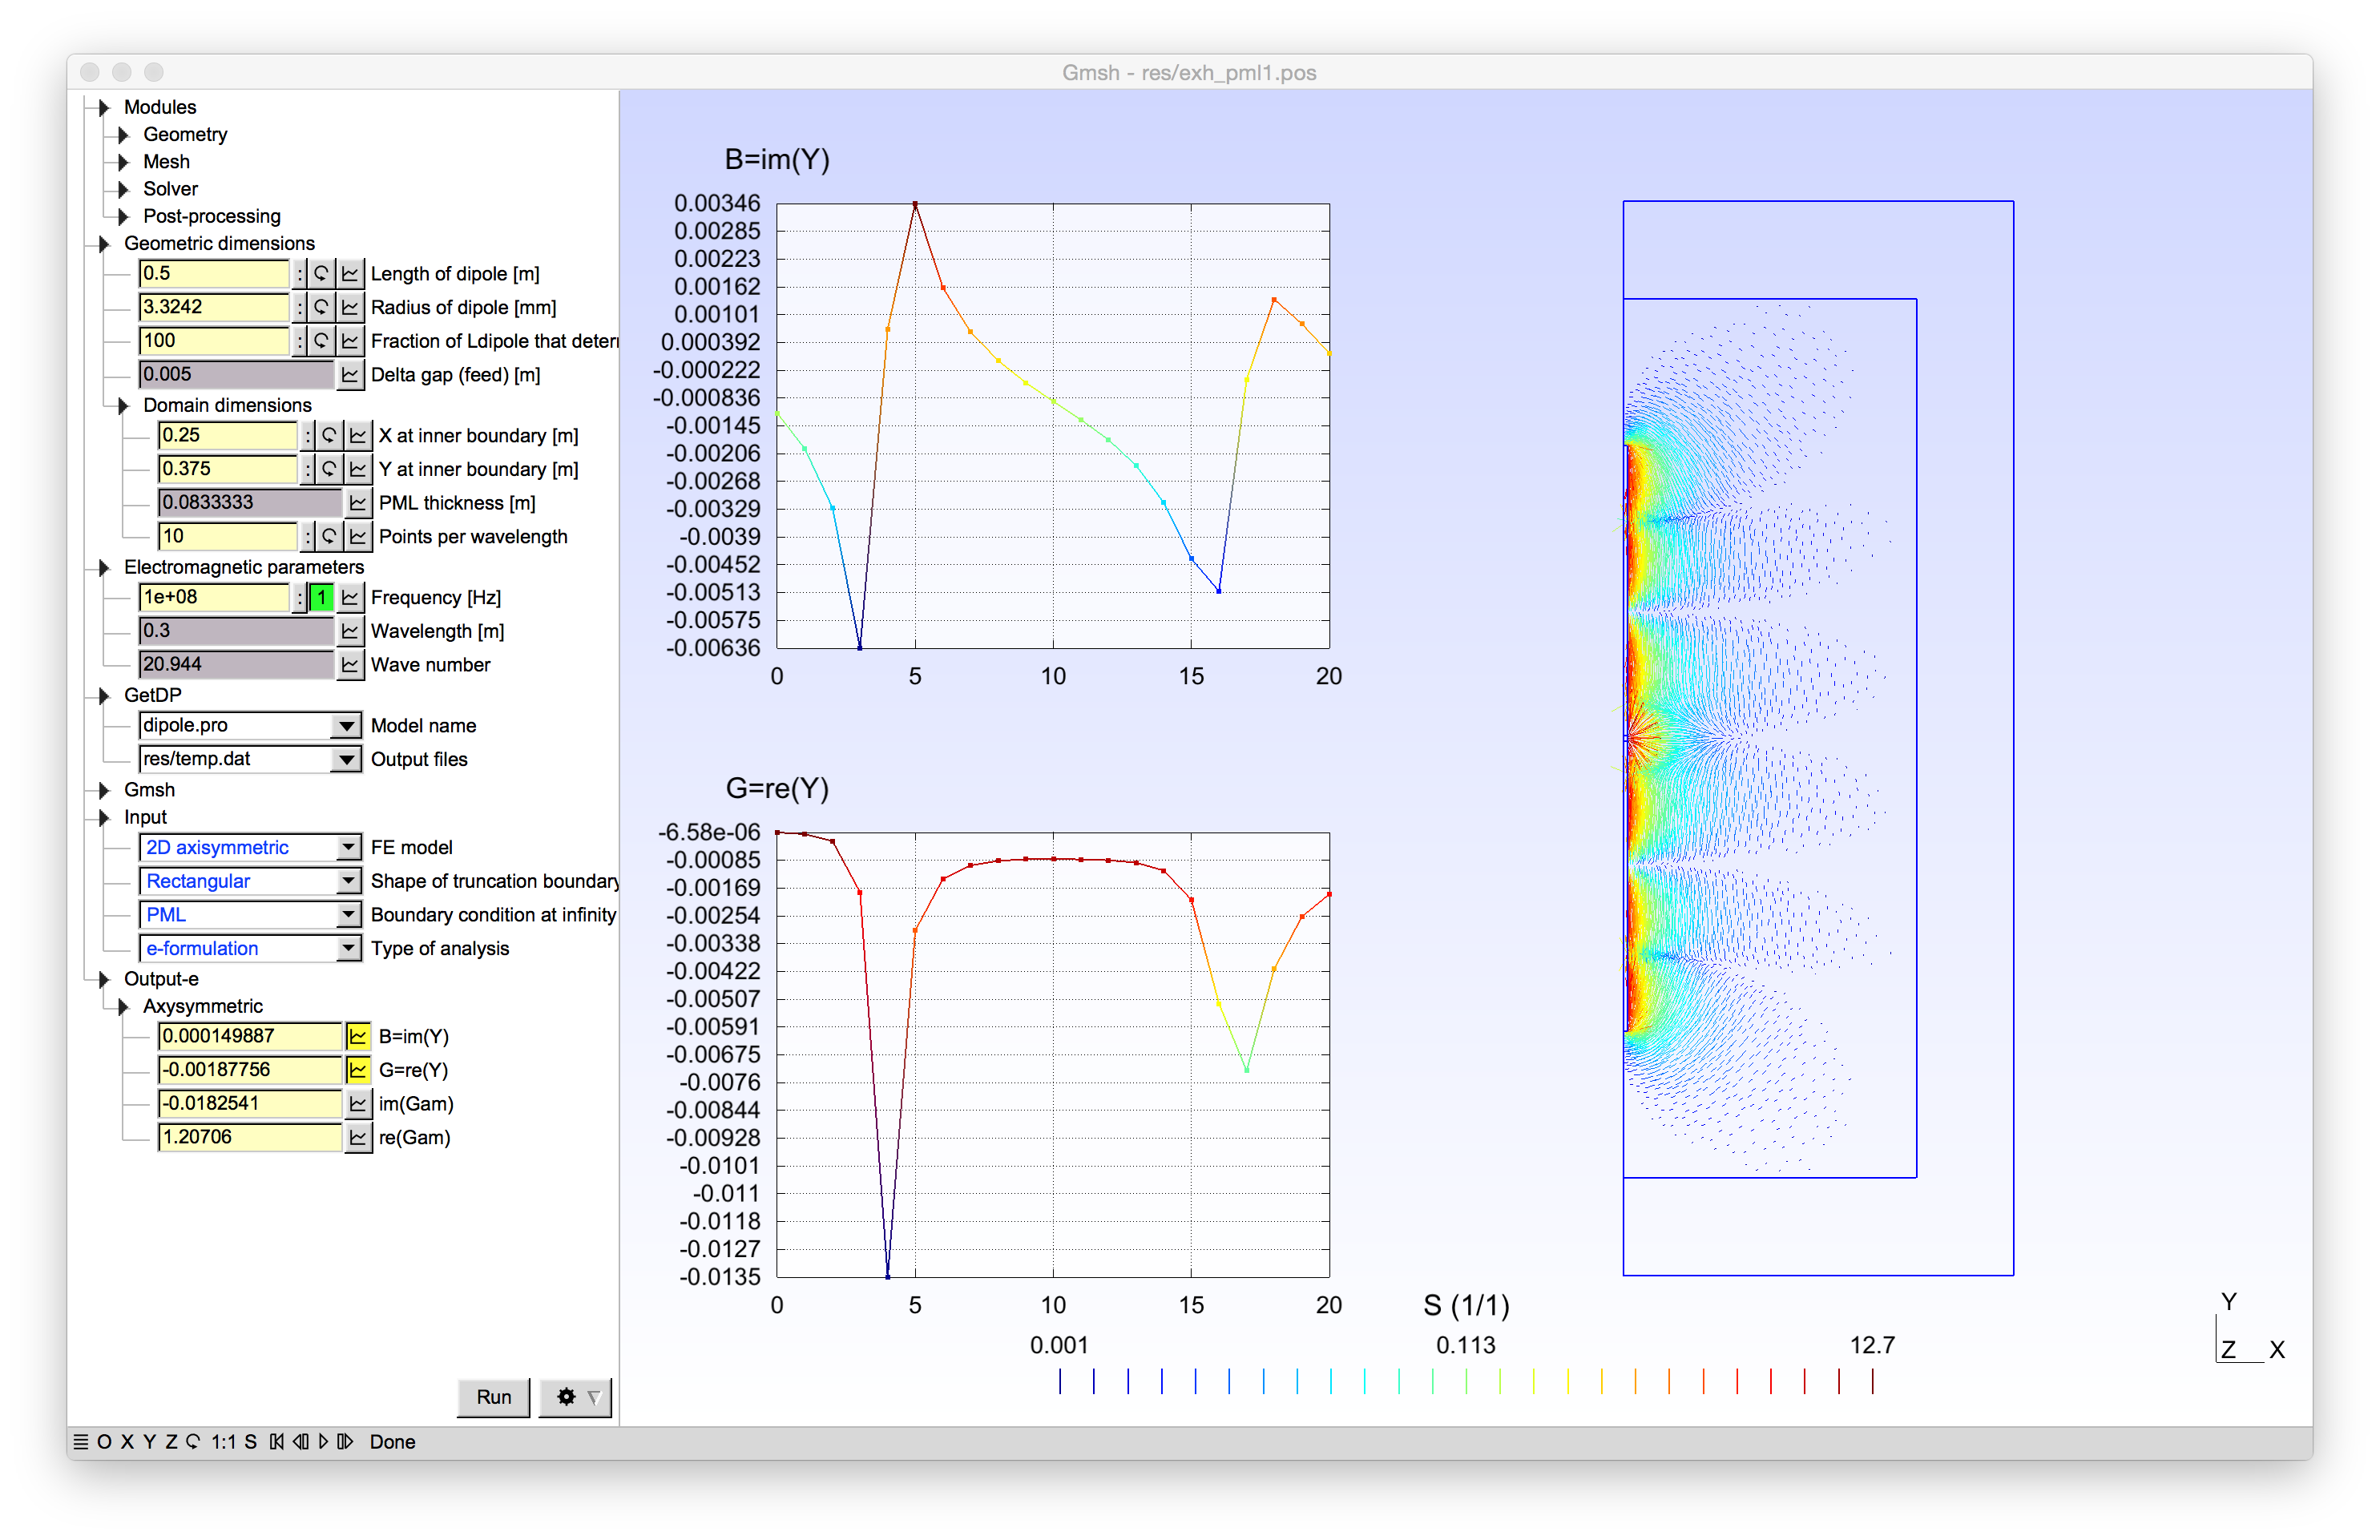 Gmsh - res/exh_pml1.pos
Modules
Geometry
Mesh
Solver
Post-processing
Geometric dimensions
0.5 : Length of dipole [m]
3.3242 : Radius of dipole [mm]
100 : Fraction of Ldipole that deter
0.005 Delta gap (feed) [m]
Domain dimensions
0.25 : X at inner boundary [m]
0.375 : Y at inner boundary [m]
0.0833333 PML thickness [m]
10 : Points per wavelength
Electromagnetic parameters
1e+08 : 1 Frequency [Hz]
0.3 Wavelength [m]
20.944 Wave number
GetDP
dipole.pro Model name
res/temp.dat Output files
Gmsh
Input
2D axisymmetric FE model
Rectangular Shape of truncation boundary
PML Boundary condition at infinity
e-formulation Type of analysis
Output-e
Axysymmetric
0.000149887 B=im(Y)
-0.00187756 G=re(Y)
-0.0182541 im(Gam)
1.20706 re(Gam)
Run
B=im(Y)
0.00346
0.00285
0.00223
0.00162
0.00101
0.000392
-0.000222
-0.000836
-0.00145
-0.00206
-0.00268
-0.00329
-0.0039
-0.00452
-0.00513
-0.00575
-0.00636
0 5 10 15 20
G=re(Y)
-6.58e-06
-0.00085
-0.00169
-0.00254
-0.00338
-0.00422
-0.00507
-0.00591
-0.00675
-0.0076
-0.00844
-0.00928
-0.0101
-0.011
-0.0118
-0.0127
-0.0135
0 5 10 15 20
S (1/1)
0.001 0.113 12.7
Y
Z X
O X Y Z 1:1 S Done